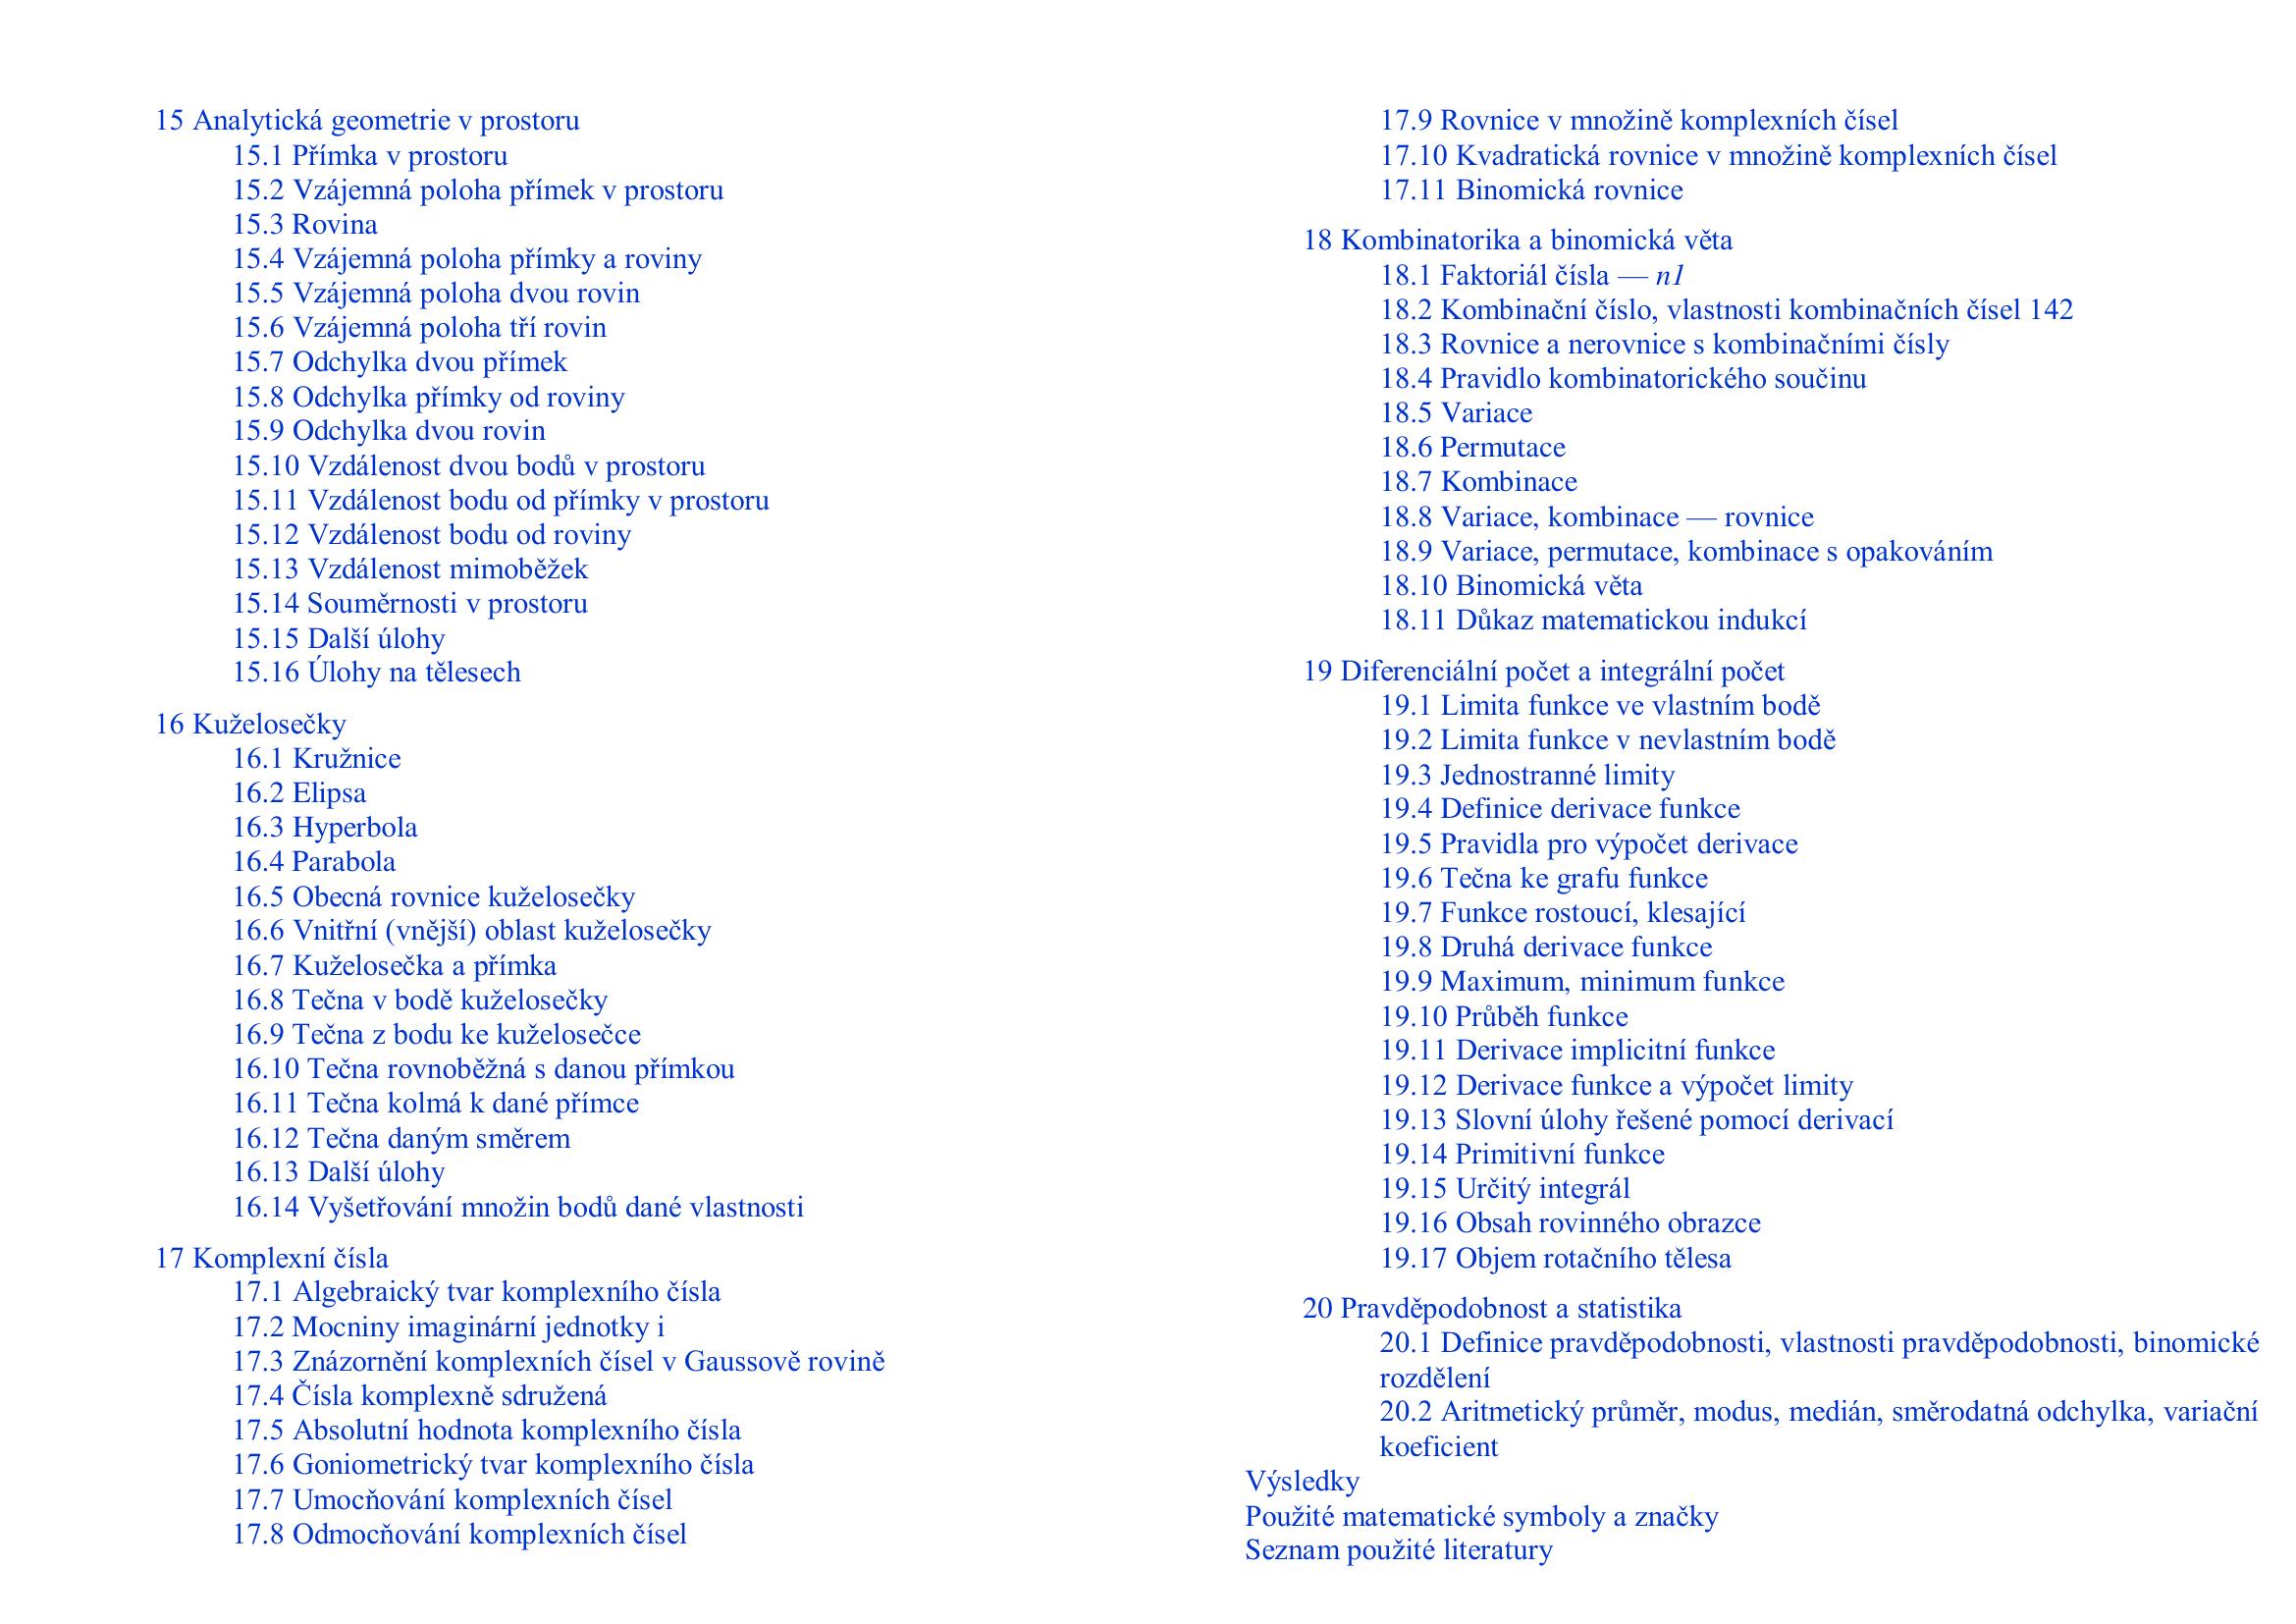 15 Analytická geometrie v prostoru
15.1 Přímka v prostoru
15.2 Vzájemná poloha přímek v prostoru
15.3 Rovina
15.4 Vzájemná poloha přímky a roviny
15.5 Vzájemná poloha dvou rovin
15.6 Vzájemná poloha tří rovin
15.7 Odchylka dvou přímek
15.8 Odchylka přímky od roviny
15.9 Odchylka dvou rovin
15.10 Vzdálenost dvou bodů v prostoru
15.11 Vzdálenost bodu od přímky v prostoru
15.12 Vzdálenost bodu od roviny
15.13 Vzdálenost mimoběžek
15.14 Souměrnosti v prostoru
15.15 Další úlohy
15.16 Úlohy na tělesech
16 Kuželosečky
16.1 Kružnice
16.2 Elipsa
16.3 Hyperbola
16.4 Parabola
16.5 Obecná rovnice kuželosečky
16.6 Vnitřní (vnější) oblast kuželosečky
16.7 Kuželosečka a přímka
16.8 Tečna v bodě kuželosečky
16.9 Tečna z bodu ke kuželosečce
16.10 Tečna rovnoběžná s danou přímkou
16.11 Tečna kolmá k dané přímce
16.12 Tečna daným směrem
16.13 Další úlohy
16.14 Vyšetřování množin bodů dané vlastnosti
17 Komplexní čísla
17.1 Algebraický tvar komplexního čísla
17.2 Mocniny imaginární jednotky i
17.3 Znázornění komplexních čísel v Gaussově rovině
17.4 Čísla komplexně sdružená
17.5 Absolutní hodnota komplexního čísla
17.6 Goniometrický tvar komplexního čísla
17.7 Umocňování komplexních čísel
17.8 Odmocňování komplexních čísel
17.9 Rovnice v množině komplexních čísel
17.10 Kvadratická rovnice v množině komplexních čísel
17.11 Binomická rovnice
18 Kombinatorika a binomická věta
18.1 Faktoriál čísla — n1
18.2 Kombinační číslo, vlastnosti kombinačních čísel 142
18.3 Rovnice a nerovnice s kombinačními čísly
18.4 Pravidlo kombinatorického součinu
18.5 Variace
18.6 Permutace
18.7 Kombinace
18.8 Variace, kombinace — rovnice
18.9 Variace, permutace, kombinace s opakováním
18.10 Binomická věta
18.11 Důkaz matematickou indukcí
19 Diferenciální počet a integrální počet
19.1 Limita funkce ve vlastním bodě
19.2 Limita funkce v nevlastním bodě
19.3 Jednostranné limity
19.4 Definice derivace funkce
19.5 Pravidla pro výpočet derivace
19.6 Tečna ke grafu funkce
19.7 Funkce rostoucí, klesající
19.8 Druhá derivace funkce
19.9 Maximum, minimum funkce
19.10 Průběh funkce
19.11 Derivace implicitní funkce
19.12 Derivace funkce a výpočet limity
19.13 Slovní úlohy řešené pomocí derivací
19.14 Primitivní funkce
19.15 Určitý integrál
19.16 Obsah rovinného obrazce
19.17 Objem rotačního tělesa
20 Pravděpodobnost a statistika
20.1 Definice pravděpodobnosti, vlastnosti pravděpodobnosti, binomické
rozdělení
20.2 Aritmetický průměr, modus, medián, směrodatná odchylka, variační
koeficient
Výsledky
Použité matematické symboly a značky
Seznam použité literatury